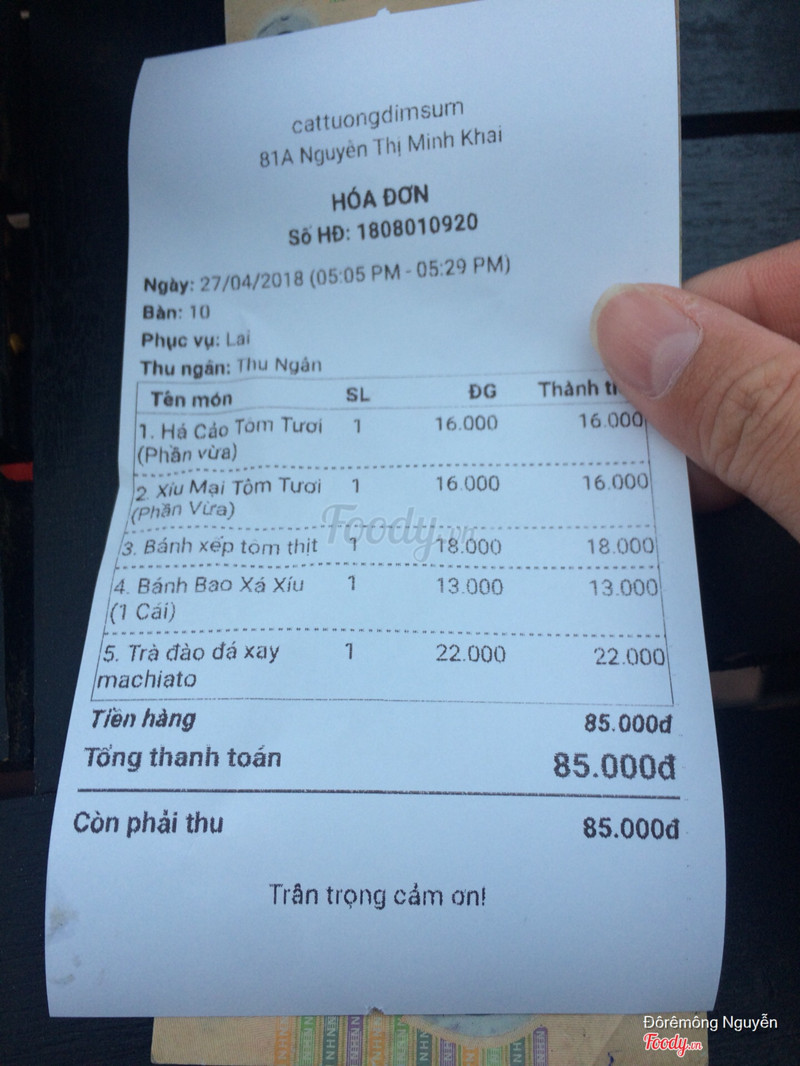 cattuongdimsum
81A Nguyễn Thị Minh Khai
HÓA ĐƠN
Số HĐ: 1808010920
Ngày: 27/04/2018 (05:05 PM - 05:29 PM)
Bàn: 10
Phục vụ: Lai
Thu ngân: Thu Ngân
Tên món SL ĐG Thành
1. Há Cảo Tôm Tươi 1 16.000 16.000
(Phần vừa)
2. Xíu Mại Tôm Tươi 1 16.000 16.000
(Phần Vừa)
Foody.vn
3. Bánh xếp tôm thịt 1 18.000 18.000
4. Bánh Bao Xá Xíu 1 13.000 13.000
(1 Cái)
5. Trà đào đá xay 1 22.000 22.000
machiato
Tiền hàng 85.000đ
Tổng thanh toán 85.000đ
Còn phải thu 85.000đ
Trân trọng cảm ơn!
Đôrêmông Nguyễn
Foody.vn